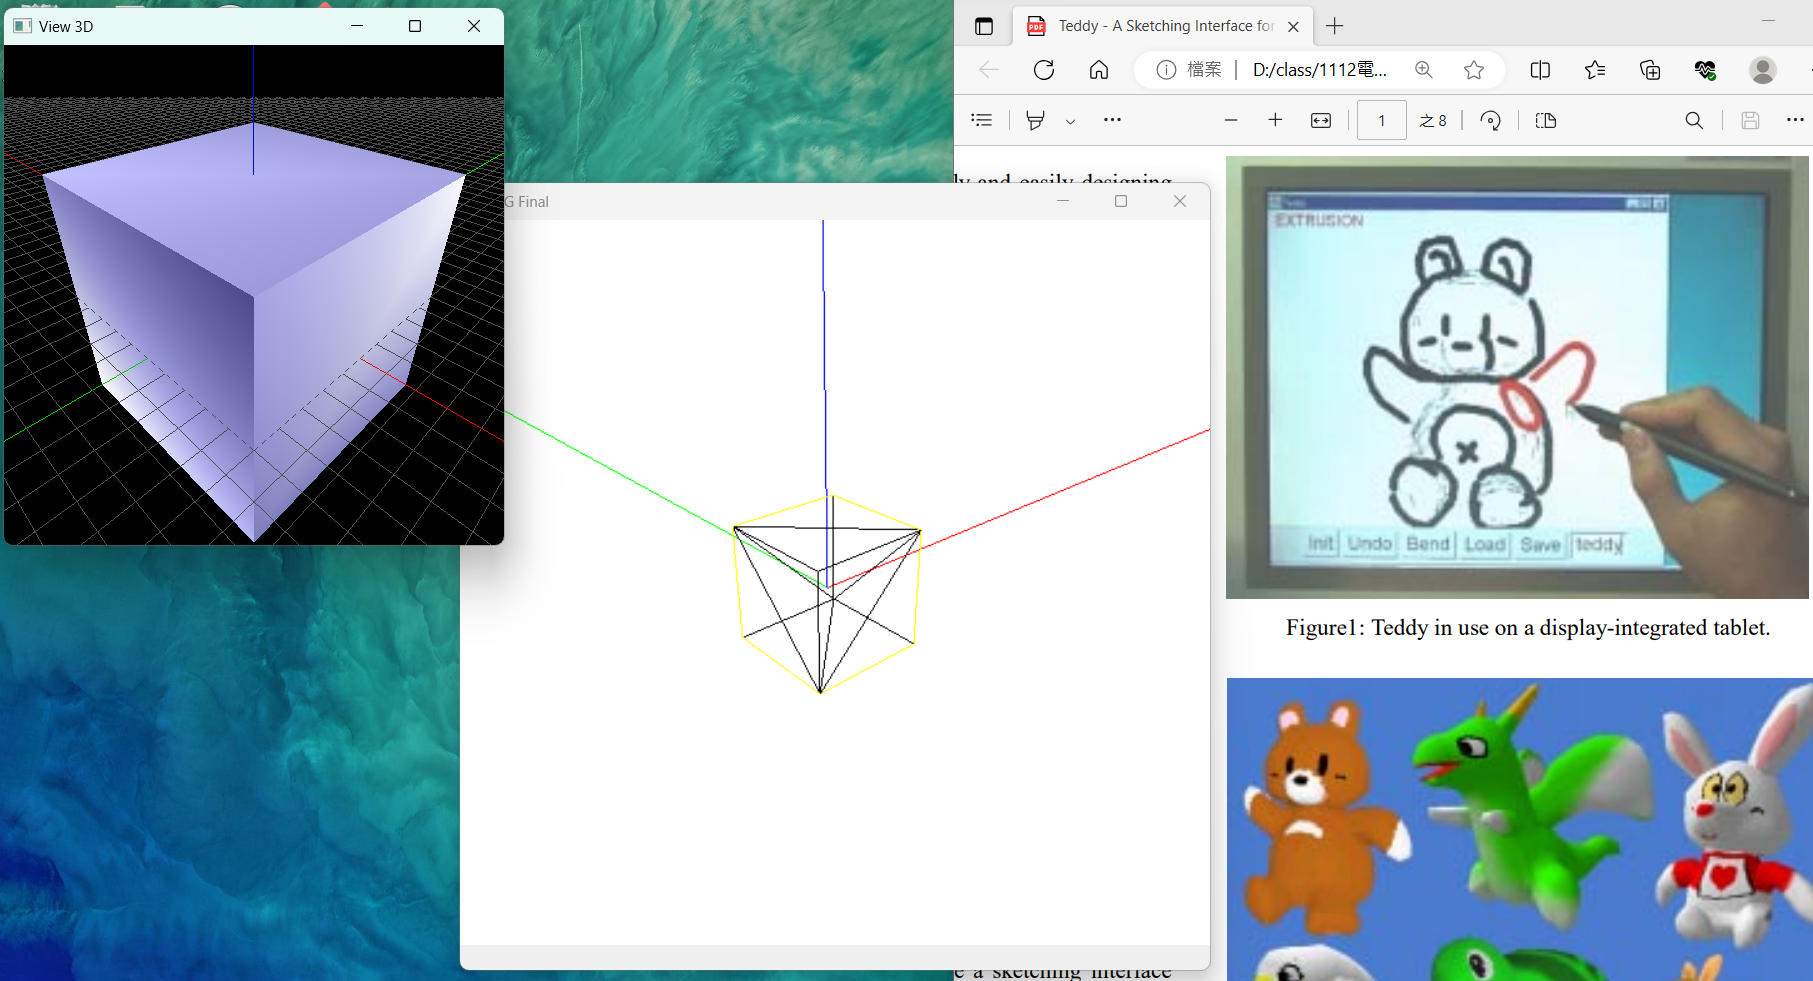 View 3D
Teddy - A Sketching Interface for
檔案
D:/class/1112電...
1
之 8
ly and easily designing
G Final
EXTRUSION
Init Undo Bend Load Save teddy
Figure1: Teddy in use on a display-integrated tablet.
e a sketching interface